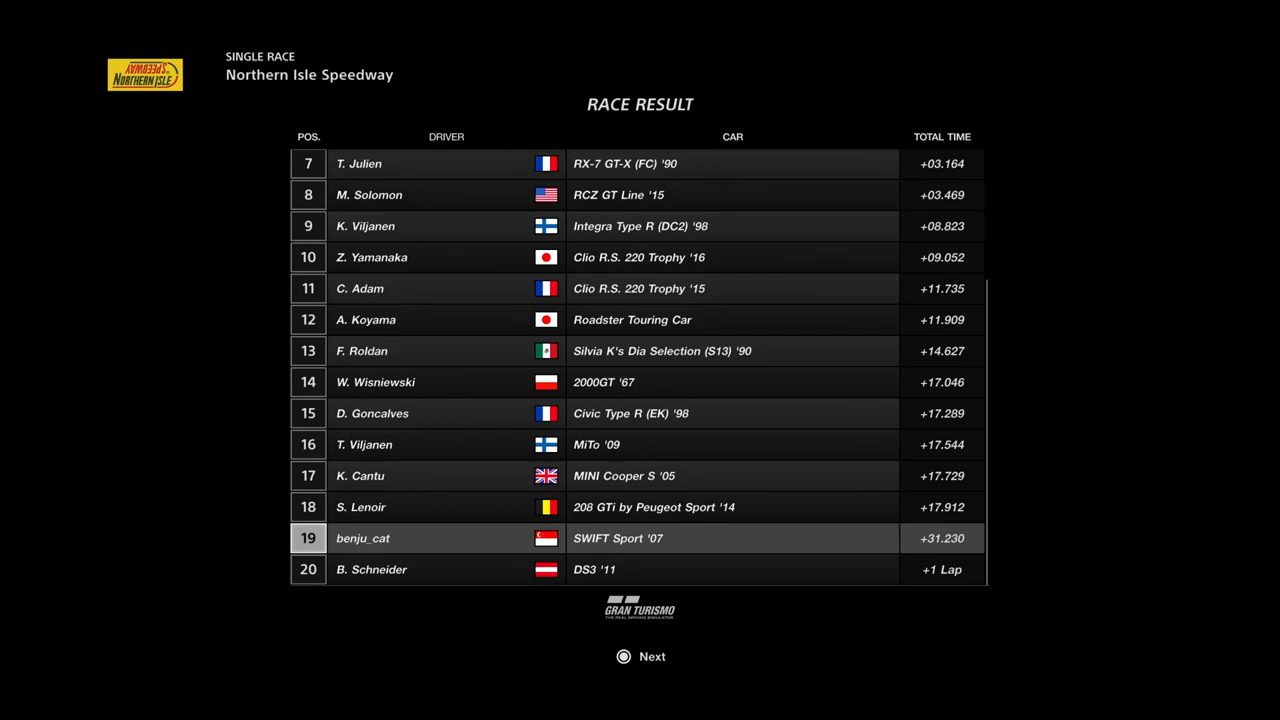 SINGLE RACE
Northern Isle Speedway
SPEEDWAY
NORTHERN ISLE
RACE RESULT
POS. DRIVER CAR TOTAL TIME
7 T. Julien RX-7 GT-X (FC) '90 +03.164
8 M. Solomon RCZ GT Line '15 +03.469
9 K. Viljanen Integra Type R (DC2) '98 +08.823
10 Z. Yamanaka Clio R.S. 220 Trophy '16 +09.052
11 C. Adam Clio R.S. 220 Trophy '15 +11.735
12 A. Koyama Roadster Touring Car +11.909
13 F. Roldan Silvia K's Dia Selection (S13) '90 +14.627
14 W. Wisniewski 2000GT '67 +17.046
15 D. Goncalves Civic Type R (EK) '98 +17.289
16 T. Viljanen MiTo '09 +17.544
17 K. Cantu MINI Cooper S '05 +17.729
18 S. Lenoir 208 GTi by Peugeot Sport '14 +17.912
19 benju_cat SWIFT Sport '07 +31.230
20 B. Schneider DS3 '11 +1 Lap
GRAN TURISMO
THE REAL DRIVING SIMULATOR
Next